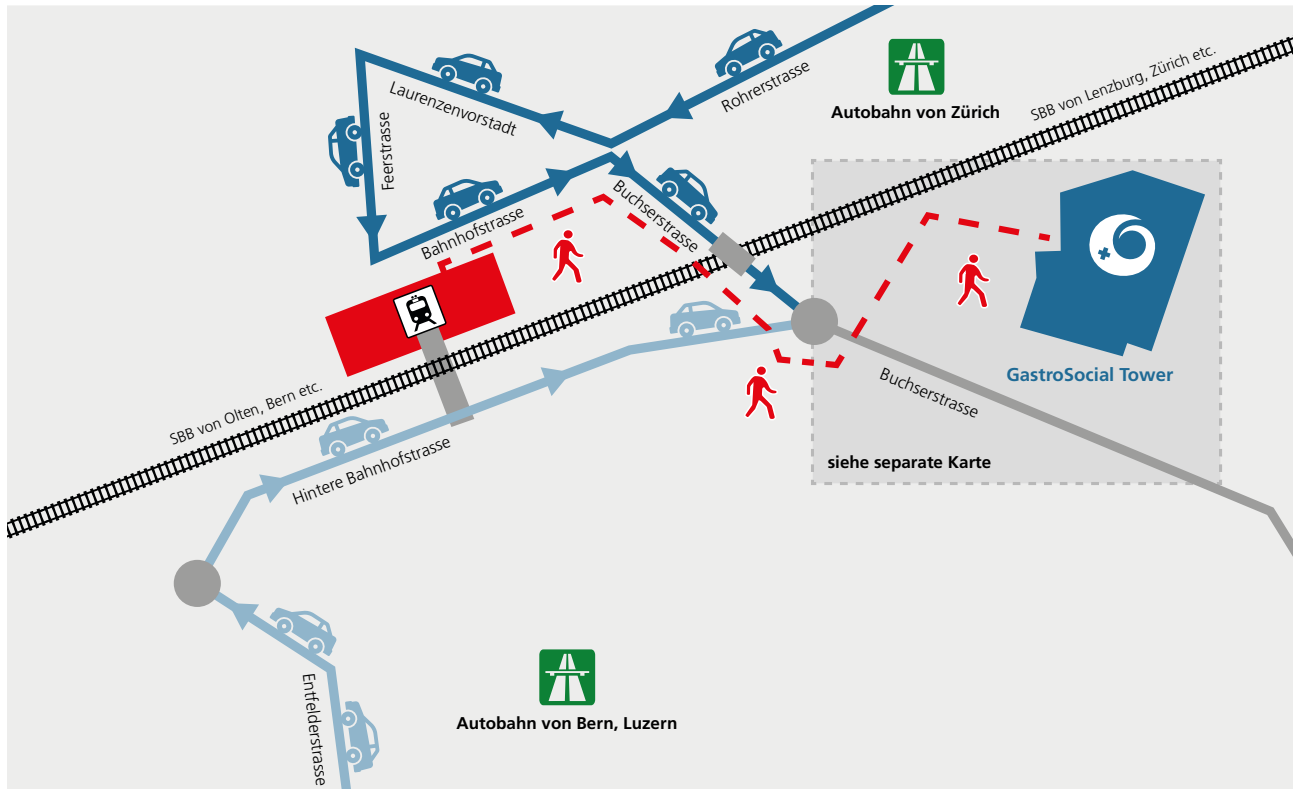 Laurenzenvorstadt
Rohrerstrasse
Autobahn von Zürich
SBB von Lenzburg, Zürich etc.
Feerstrasse
Bahnhofstrasse
Buchserstrasse
GastroSocial Tower
Buchserstrasse
SBB von Olten, Bern etc.
Hintere Bahnhofstrasse
siehe separate Karte
Entfelderstrasse
Autobahn von Bern, Luzern